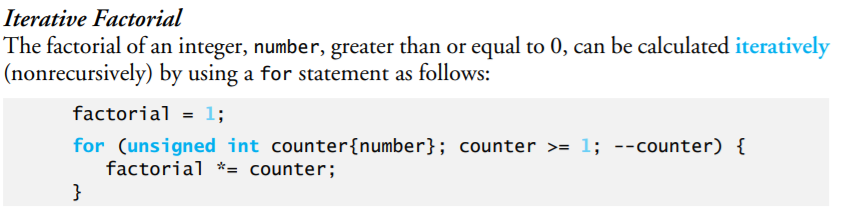 Iterative Factorial
The factorial of an integer, number, greater than or equal to 0, can be calculated iteratively
(nonrecursively) by using a for statement as follows:
factorial = 1;
for (unsigned int counter{number}; counter >= 1; --counter) {
factorial *= counter;
}